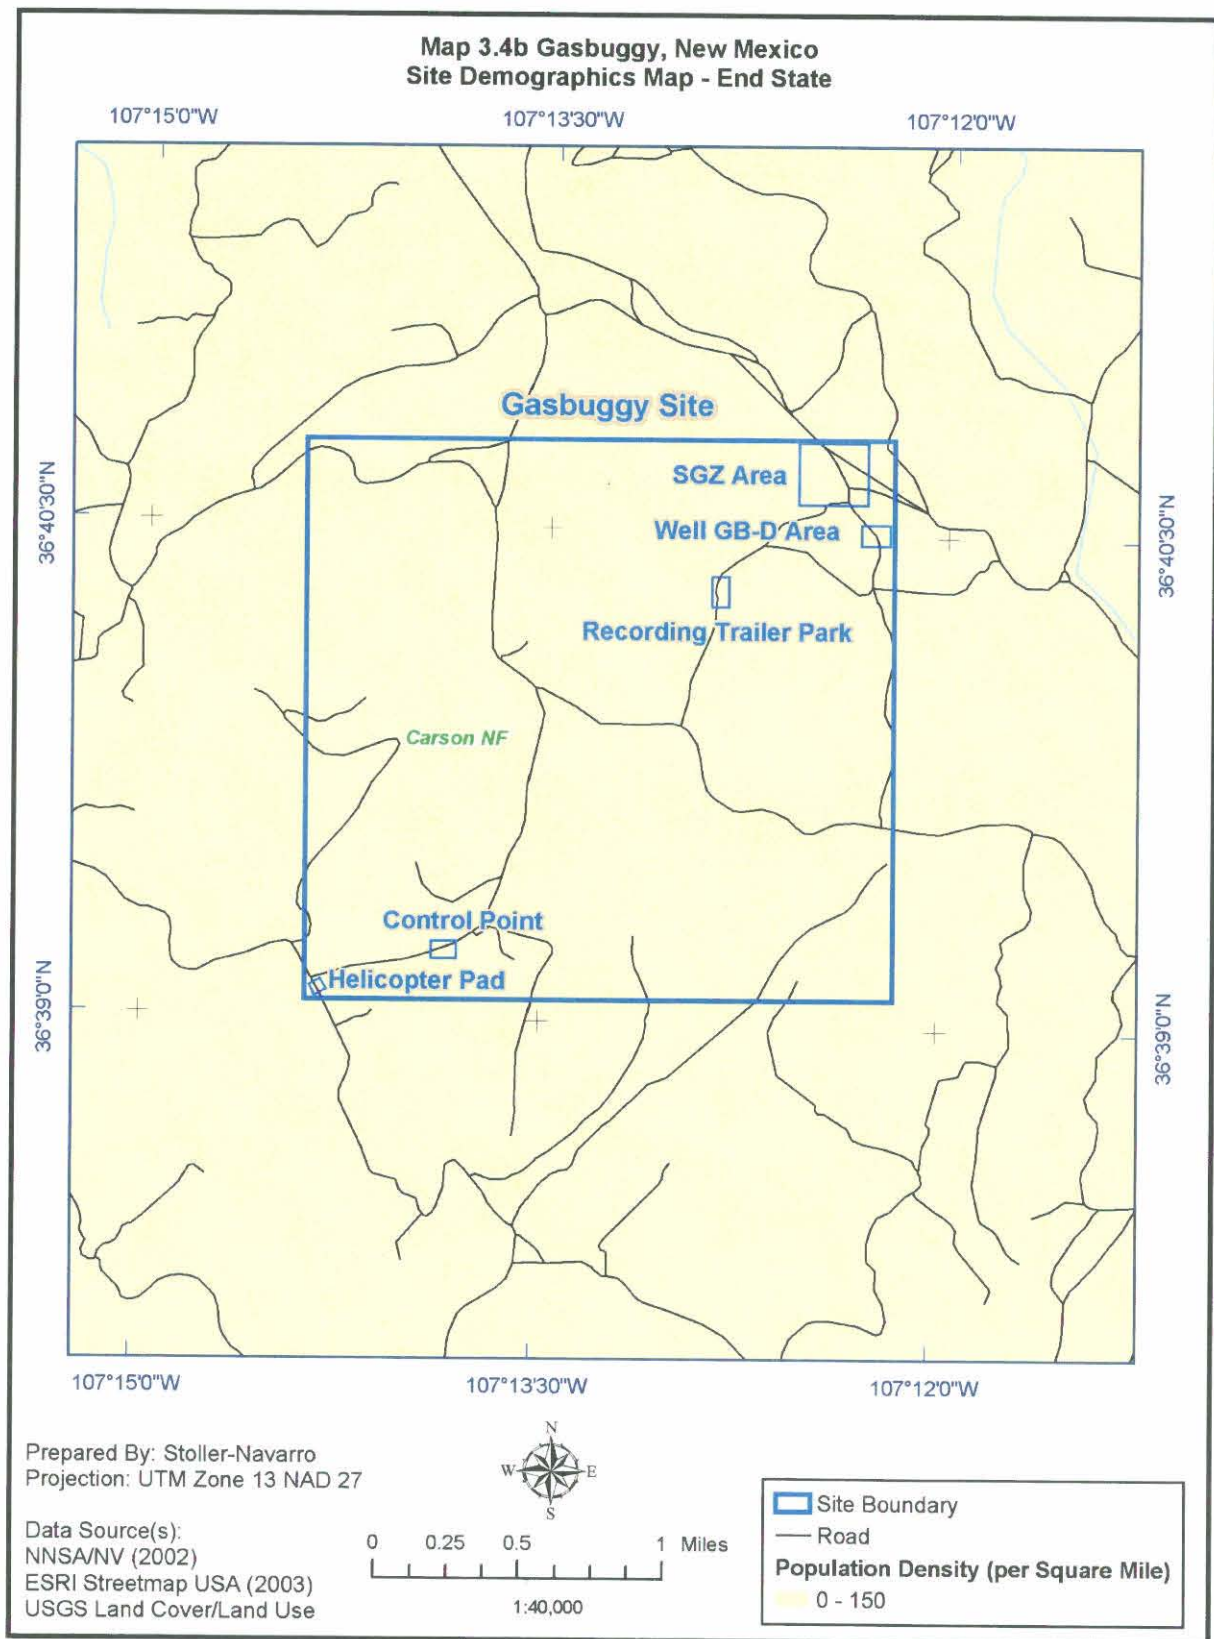 Map 3.4b Gasbuggy, New Mexico
Site Demographics Map - End State
107°15'0"W
107°13'30"W
107°12'0"W
Gasbuggy Site
SGZ Area
36°40'30"N
36°40'30"N
Well GB-D Area
Recording Trailer Park
Carson NF
Control Point
Helicopter Pad
36°39'0"N
36°39'0"N
107°15'0"W
107°13'30"W
107°12'0"W
Prepared By: Stoller-Navarro
Projection: UTM Zone 13 NAD 27
Data Source(s):
NNSA/NV (2002)
ESRI Streetmap USA (2003)
USGS Land Cover/Land Use
N
W
E
S
0 0.25 0.5 1 Miles
1:40,000
Site Boundary
Road
Population Density (per Square Mile)
0 - 150